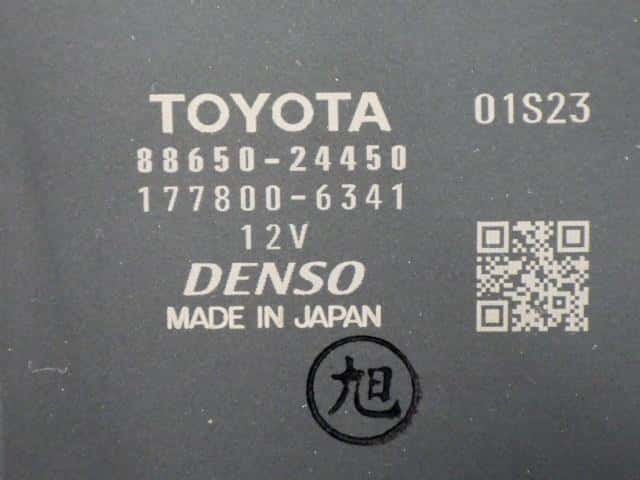 TOYOTA 01S23
88650-24450
177800-6341
12V
DENSO
MADE IN JAPAN
旭